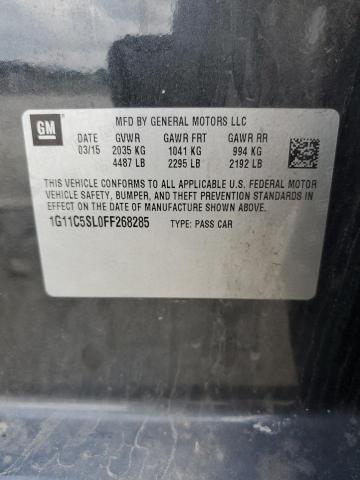 GM
MFD BY GENERAL MOTORS LLC
DATE GVWR GAWR FRT GAWR RR
03/15 2035 KG 1041 KG 994 KG
4487 LB 2295 LB 2192 LB
THIS VEHICLE CONFORMS TO ALL APPLICABLE U.S. FEDERAL MOTOR
VEHICLE SAFETY, BUMPER, AND THEFT PREVENTION STANDARDS
IN EFFECT ON THE DATE OF MANUFACTURE SHOWN ABOVE.
1G11C5SL0FF268285 TYPE: PASS CAR